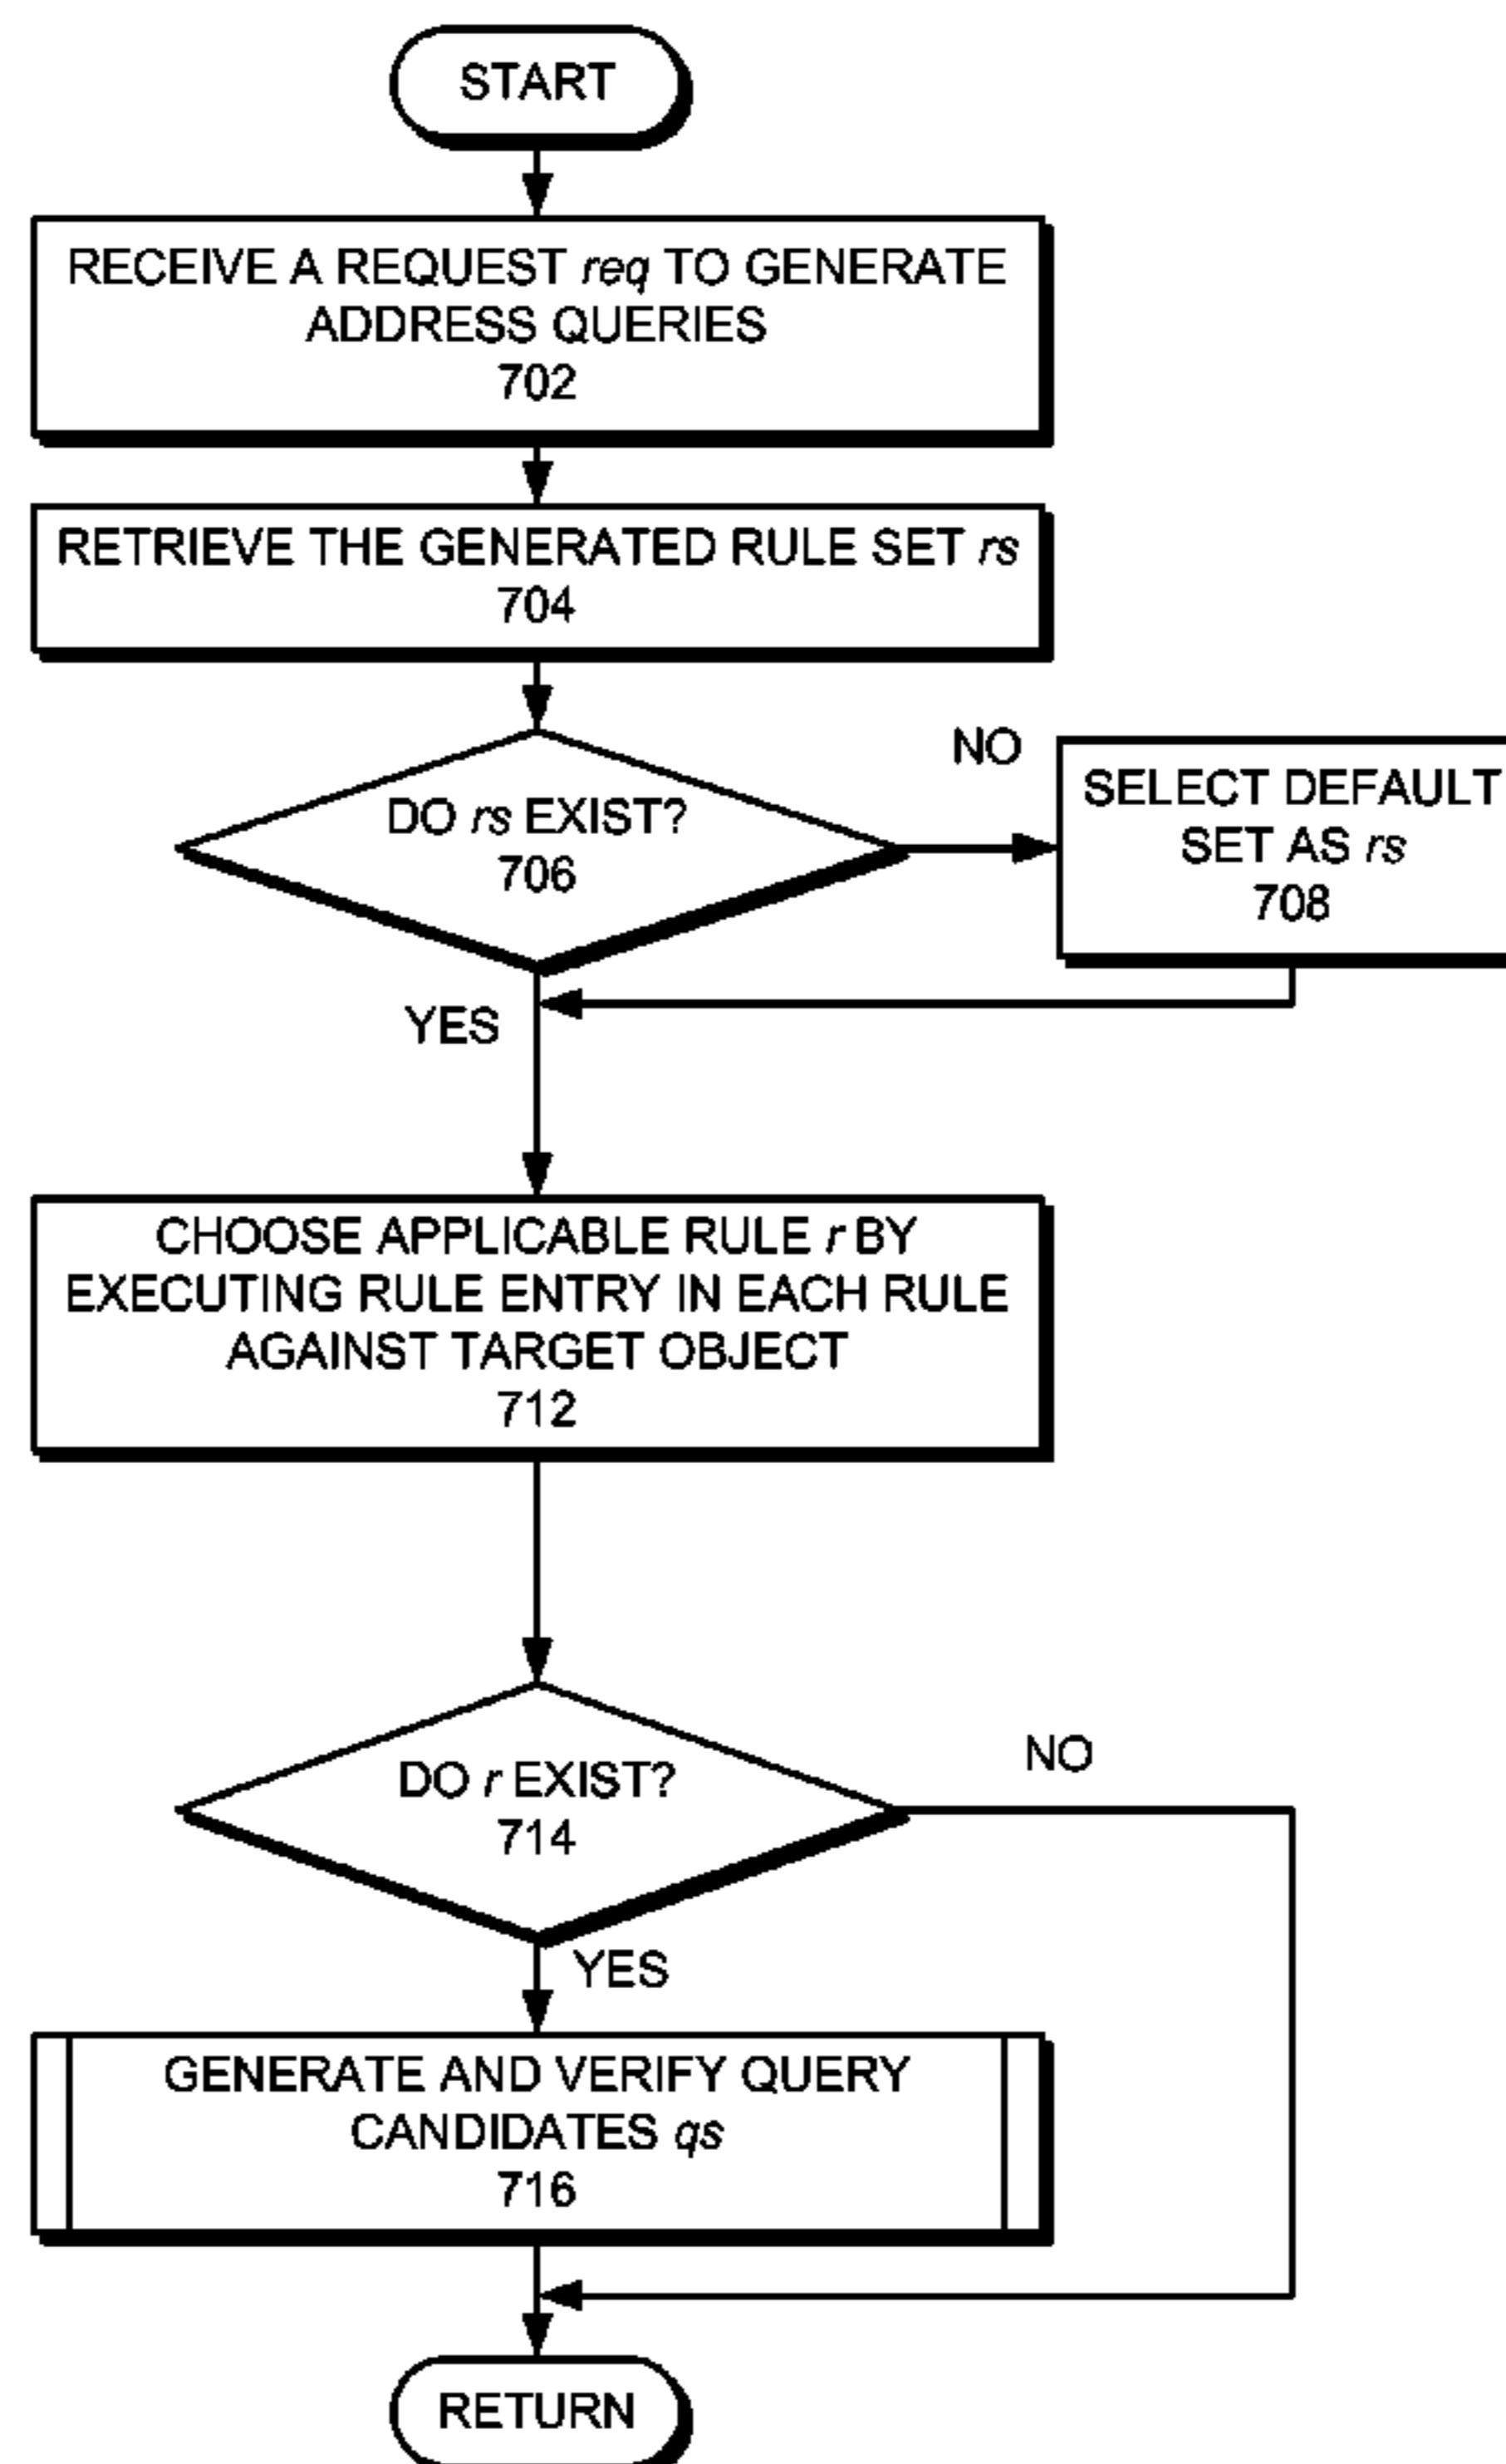 START
RECEIVE A REQUEST req TO GENERATE
ADDRESS QUERIES
702
RETRIEVE THE GENERATED RULE SET rs
704
DO rs EXIST?
706
NO
SELECT DEFAULT
SET AS rs
708
YES
CHOOSE APPLICABLE RULE r BY
EXECUTING RULE ENTRY IN EACH RULE
AGAINST TARGET OBJECT
712
DO r EXIST?
714
NO
YES
GENERATE AND VERIFY QUERY
CANDIDATES qs
716
RETURN